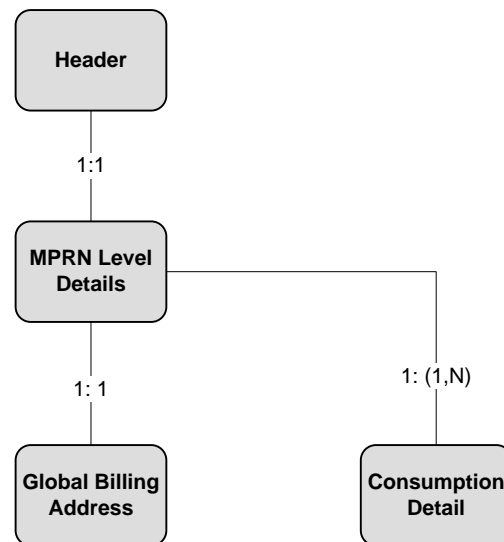 Header
1:1
MPRN Level
Details
1: 1
1: (1,N)
Global Billing
Address
Consumption
Detail